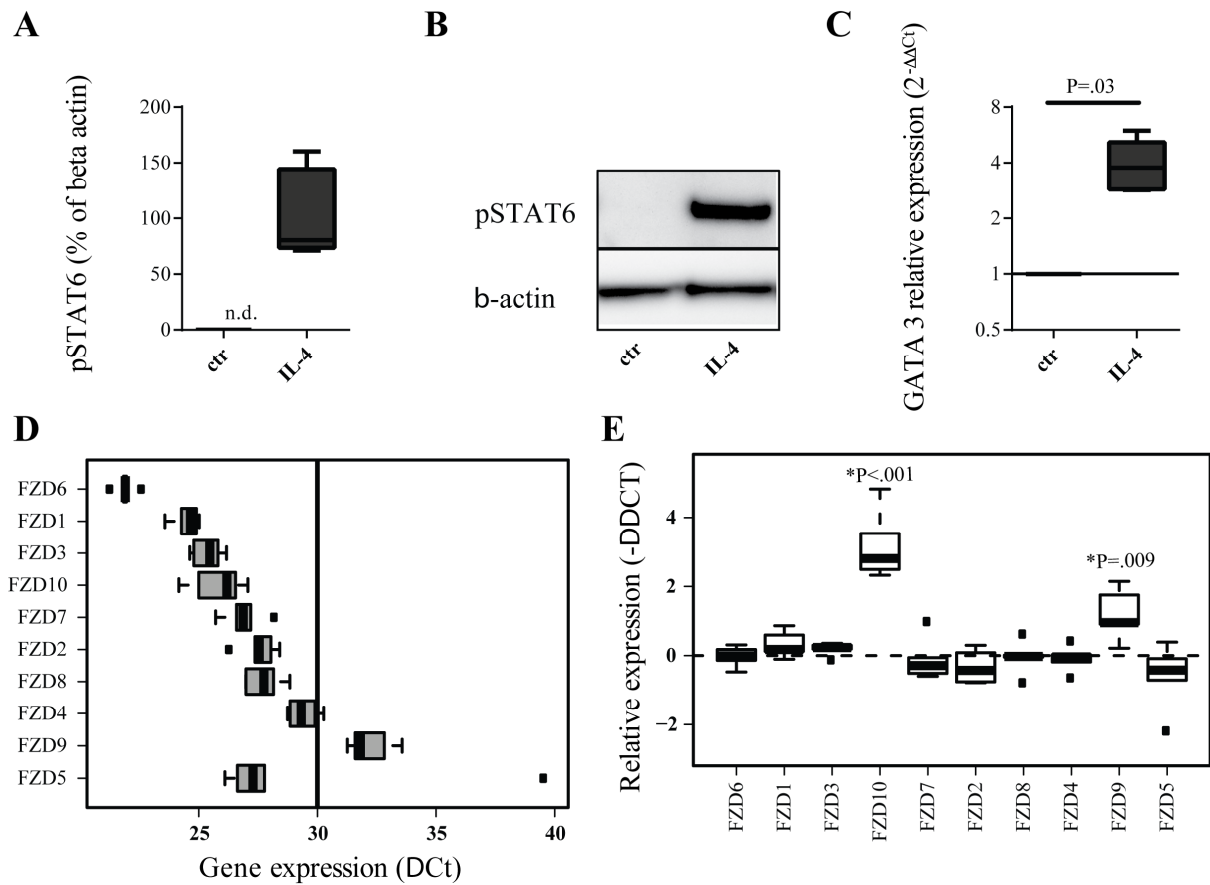 A
pSTAT6 (% of beta actin)
200
150
100
50
0
n.d.
ctr
IL-4
B
pSTAT6
b-actin
ctr
IL-4
C
GATA 3 relative expression (2-ΔΔCt)
P=.03
8
4
2
1
0.5
ctr
IL-4
D
FZD6
FZD1
FZD3
FZD10
FZD7
FZD2
FZD8
FZD4
FZD9
FZD5
25
30
35
40
Gene expression (DCt)
E
Relative expression (-DDCT)
*P<.001
*P=.009
4
2
0
−2
FZD6
FZD1
FZD3
FZD10
FZD7
FZD2
FZD8
FZD4
FZD9
FZD5